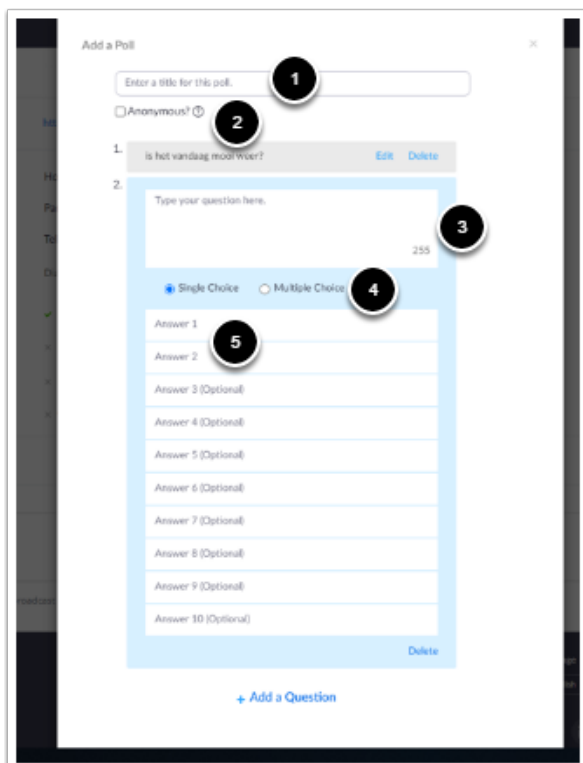 Add a Poll ×
Enter a title for this poll. 1
Anonymous? ? 2
1. is het vandaag mooi weer? Edit Delete
2.
Type your question here. 3
255
Single Choice Multiple Choice 4
Answer 1
5
Answer 2
Answer 3 (Optional)
Answer 4 (Optional)
Answer 5 (Optional)
Answer 6 (Optional)
Answer 7 (Optional)
Answer 8 (Optional)
Answer 9 (Optional)
Answer 10 (Optional)
Delete
+ Add a Question